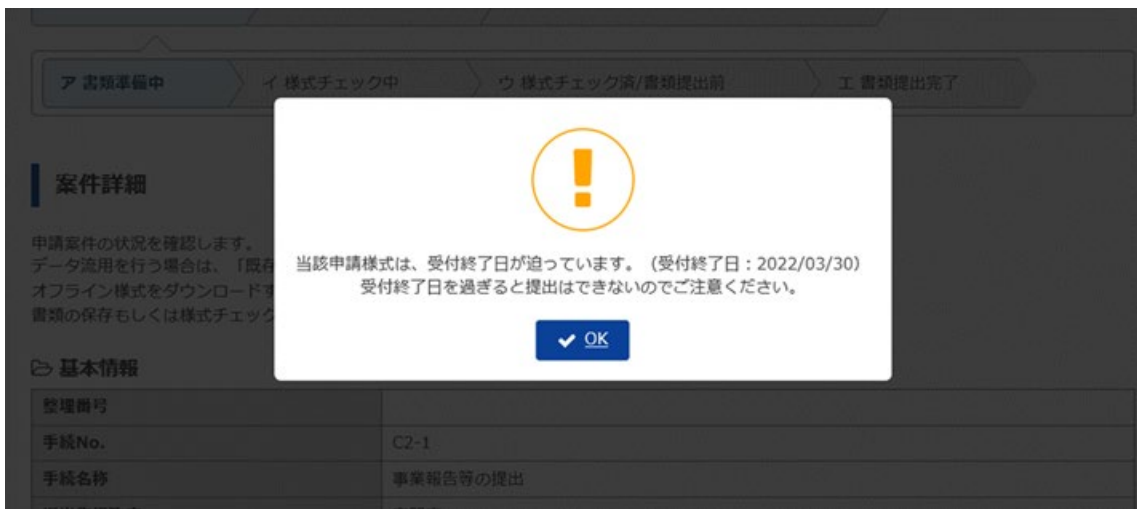 ア 書類準備中
イ 様式チェック中
ウ 様式チェック済/書類提出前
エ 書類提出完了
案件詳細
申請案件の状況を確認します。
データ流用を行う場合は、「既存
オフライン様式をダウンロードす
書類の保存もしくは様式チェック
当該申請様式は、受付終了日が迫っています。（受付終了日：2022/03/30）
受付終了日を過ぎると提出はできないのでご注意ください。
OK
基本情報
整理番号
手続No. C2-1
手続名称 事業報告等の提出